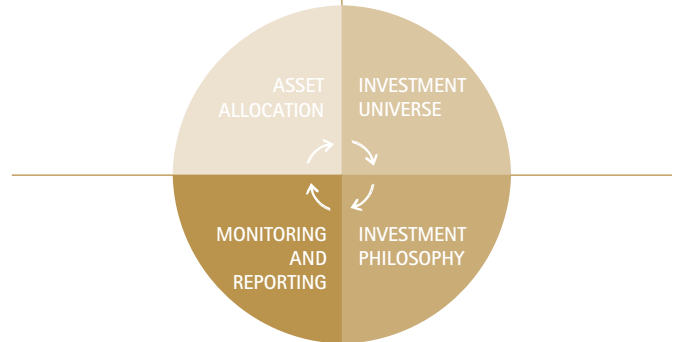 ASSET
ALLOCATION
INVESTMENT
UNIVERSE
MONITORING
AND
REPORTING
INVESTMENT
PHILOSOPHY